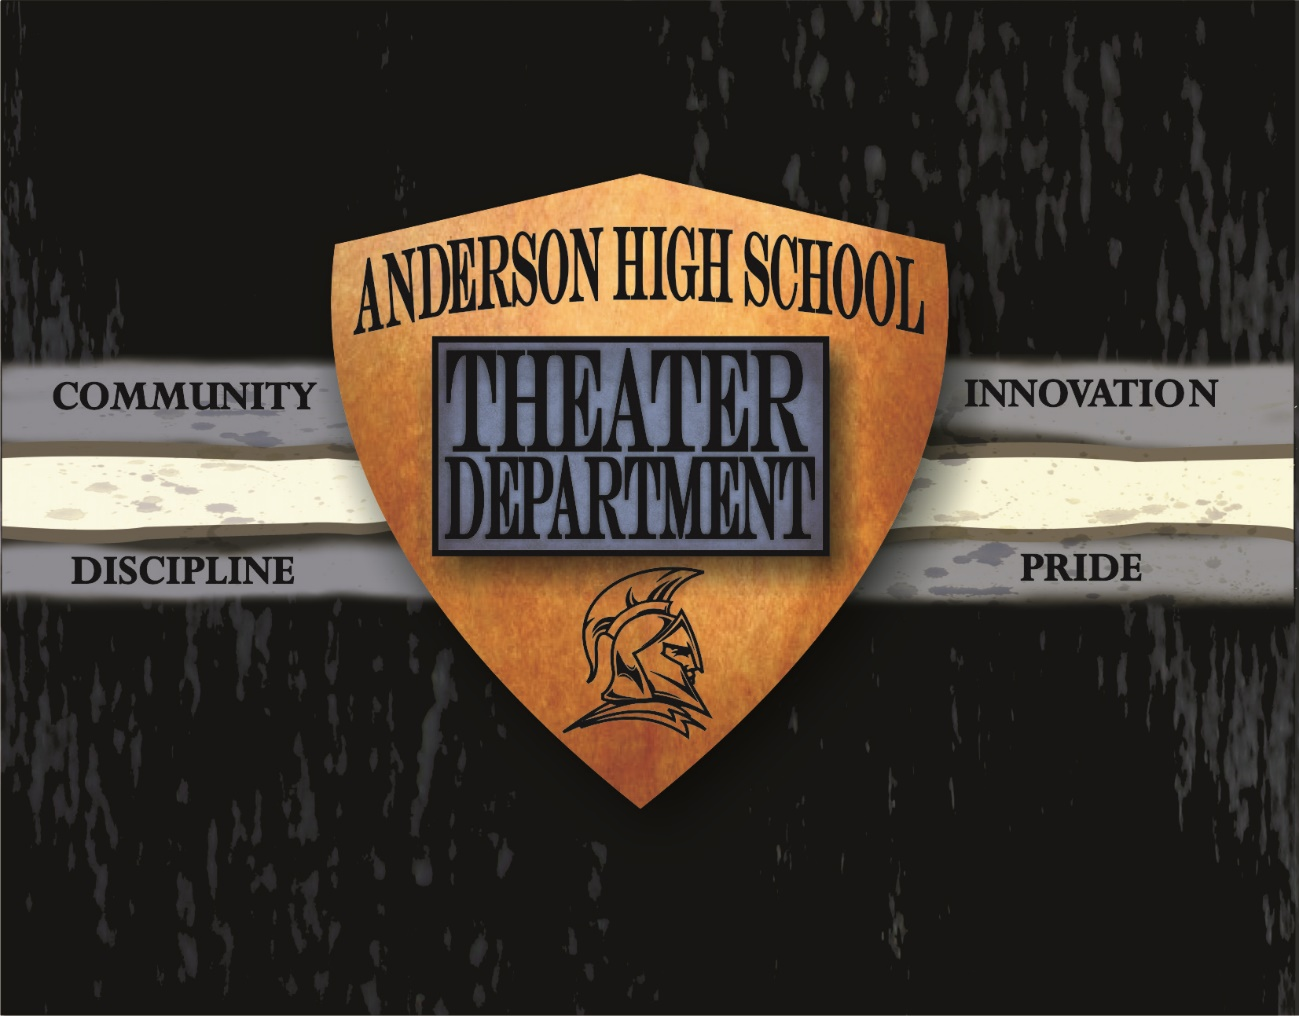 ANDERSON HIGH SCHOOL
THEATER
DEPARTMENT
COMMUNITY
INNOVATION
DISCIPLINE
PRIDE